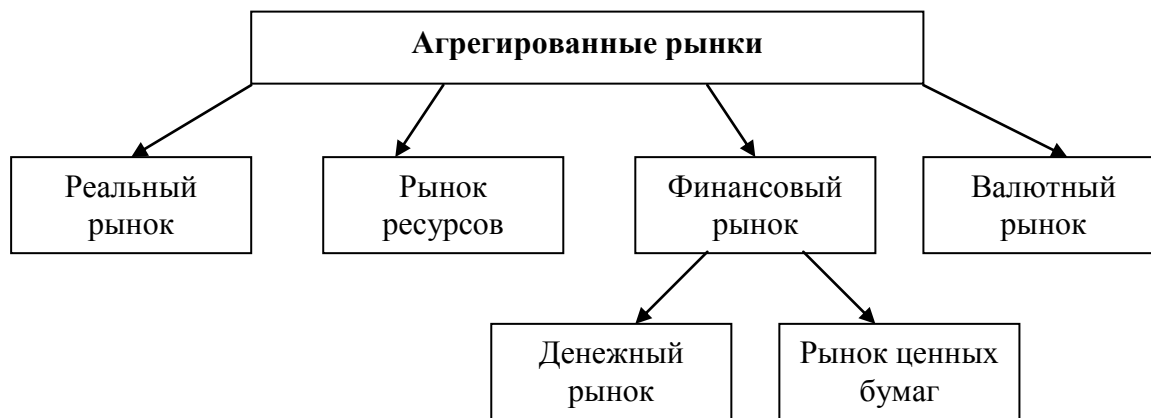 Агрегированные рынки
Реальный
рынок
Рынок
ресурсов
Финансовый
рынок
Валютный
рынок
Денежный
рынок
Рынок ценных
бумаг